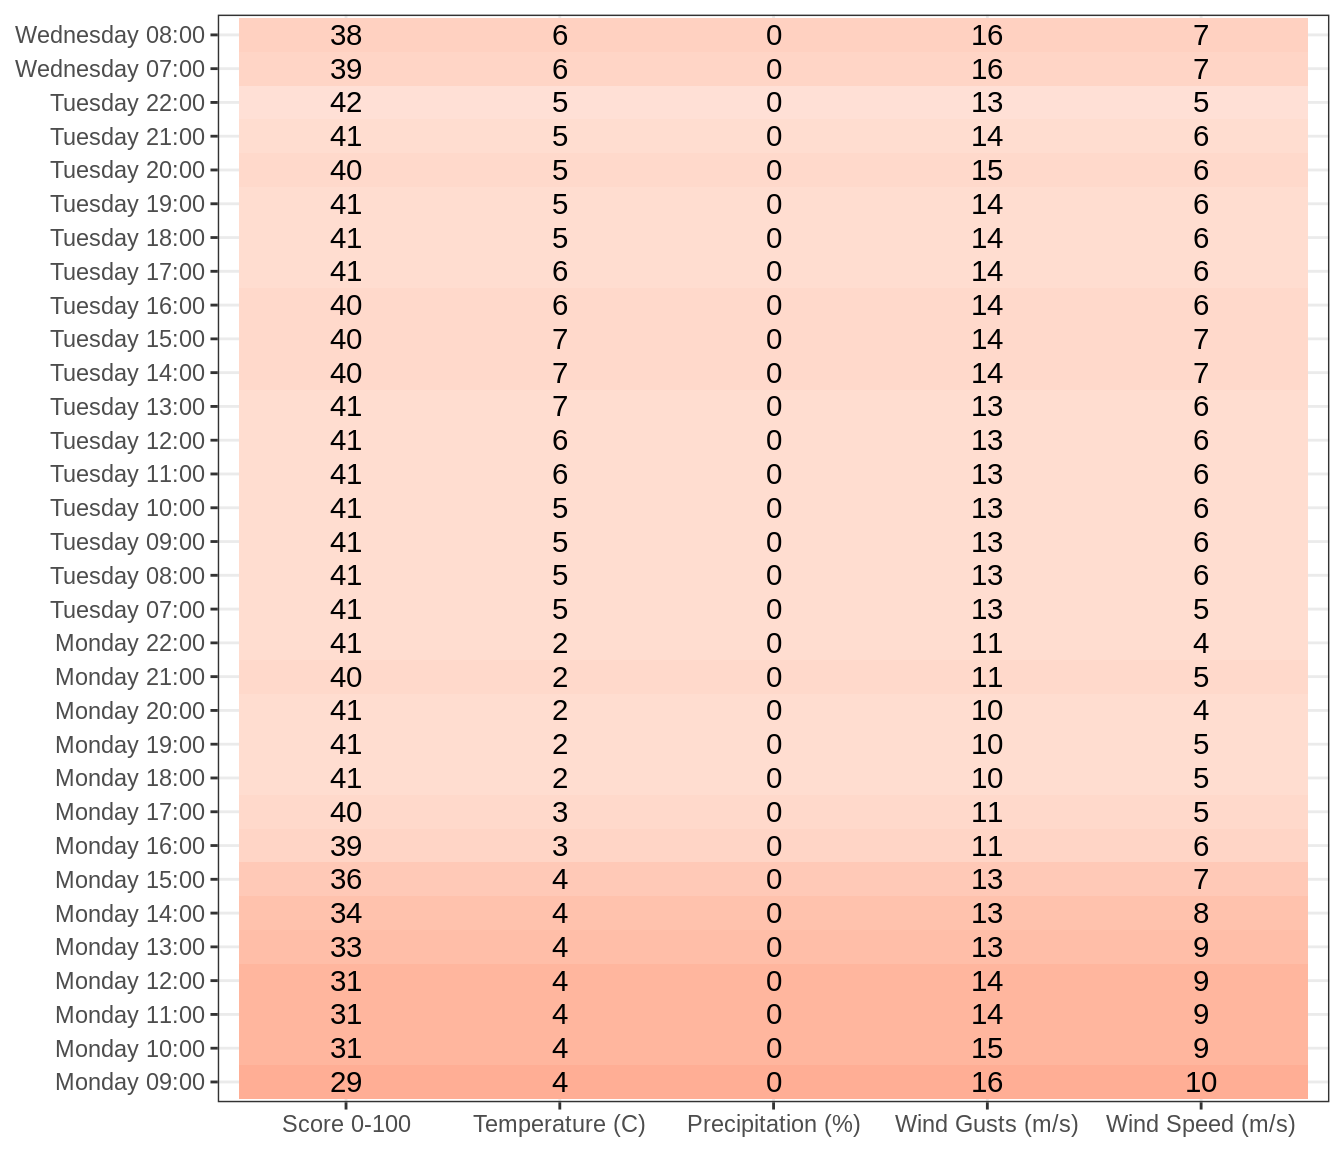 Wednesday 08:00 38 6 0 16 7
Wednesday 07:00 39 6 0 16 7
Tuesday 22:00 42 5 0 13 5
Tuesday 21:00 41 5 0 14 6
Tuesday 20:00 40 5 0 15 6
Tuesday 19:00 41 5 0 14 6
Tuesday 18:00 41 5 0 14 6
Tuesday 17:00 41 6 0 14 6
Tuesday 16:00 40 6 0 14 6
Tuesday 15:00 40 7 0 14 7
Tuesday 14:00 40 7 0 14 7
Tuesday 13:00 41 7 0 13 6
Tuesday 12:00 41 6 0 13 6
Tuesday 11:00 41 6 0 13 6
Tuesday 10:00 41 5 0 13 6
Tuesday 09:00 41 5 0 13 6
Tuesday 08:00 41 5 0 13 6
Tuesday 07:00 41 5 0 13 5
Monday 22:00 41 2 0 11 4
Monday 21:00 40 2 0 11 5
Monday 20:00 41 2 0 10 4
Monday 19:00 41 2 0 10 5
Monday 18:00 41 2 0 10 5
Monday 17:00 40 3 0 11 5
Monday 16:00 39 3 0 11 6
Monday 15:00 36 4 0 13 7
Monday 14:00 34 4 0 13 8
Monday 13:00 33 4 0 13 9
Monday 12:00 31 4 0 14 9
Monday 11:00 31 4 0 14 9
Monday 10:00 31 4 0 15 9
Monday 09:00 29 4 0 16 10
Score 0-100 Temperature (C) Precipitation (%) Wind Gusts (m/s) Wind Speed (m/s)